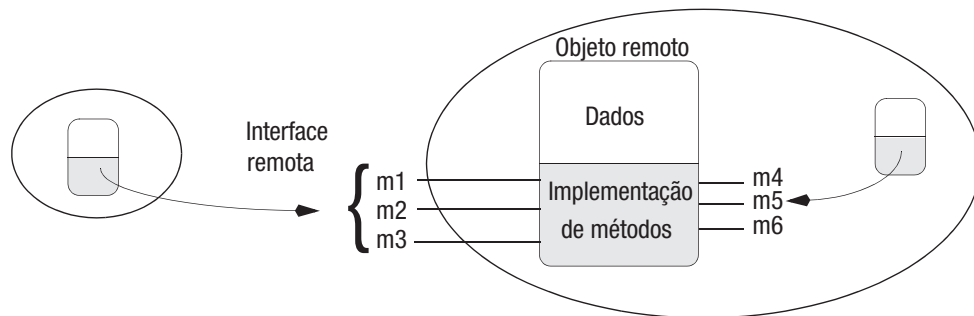 Objeto remoto
Dados
Interface
remota
{
m1
m2
m3
Implementação
de métodos
m4
m5
m6